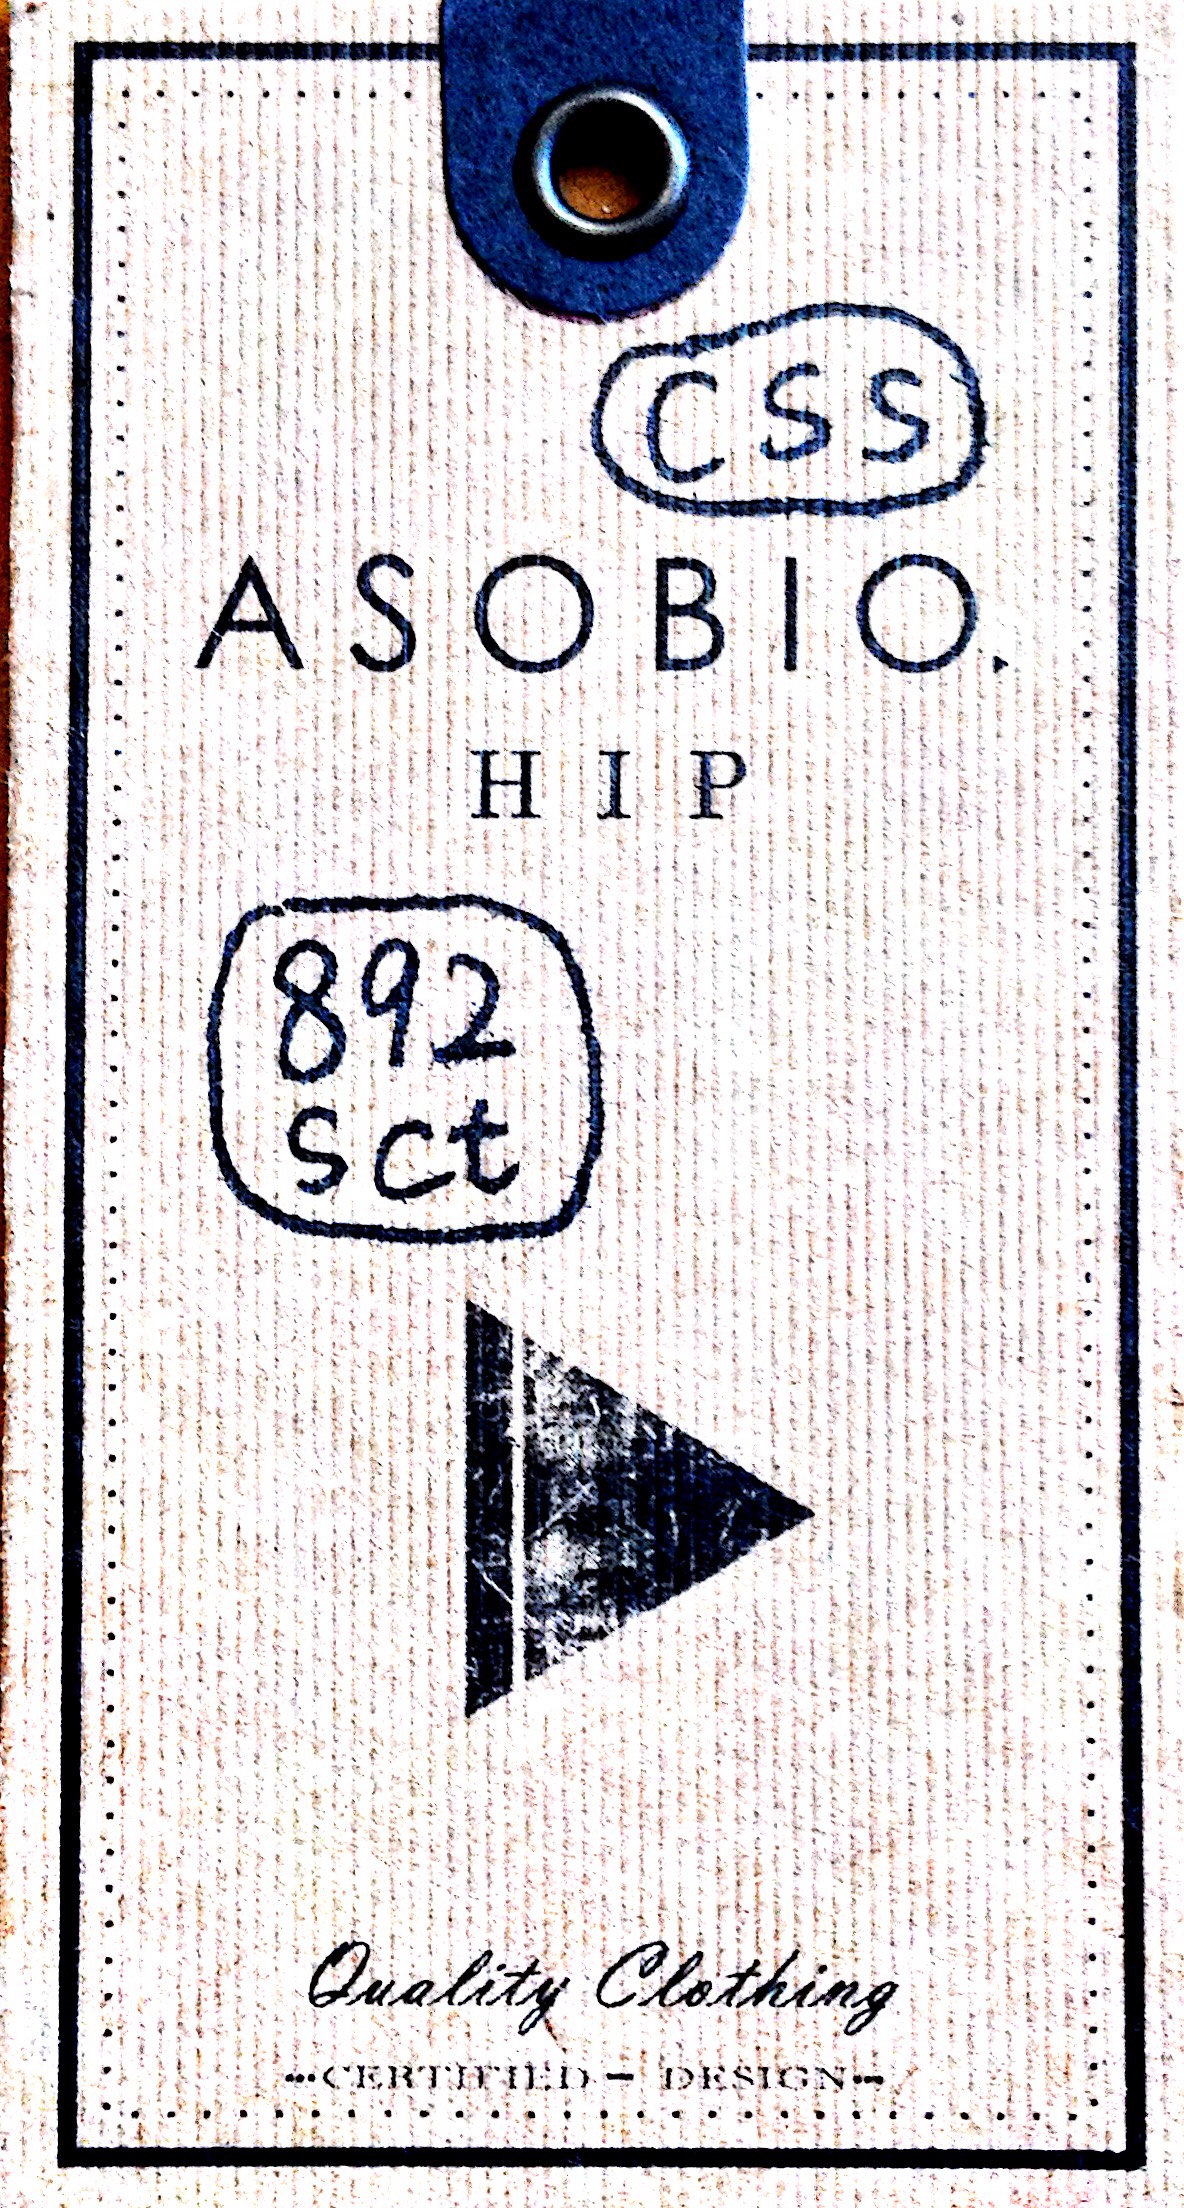 CSS
ASOBIO.
HIP
892
sct
Quality Clothing
CERTIFIED – DESIGN